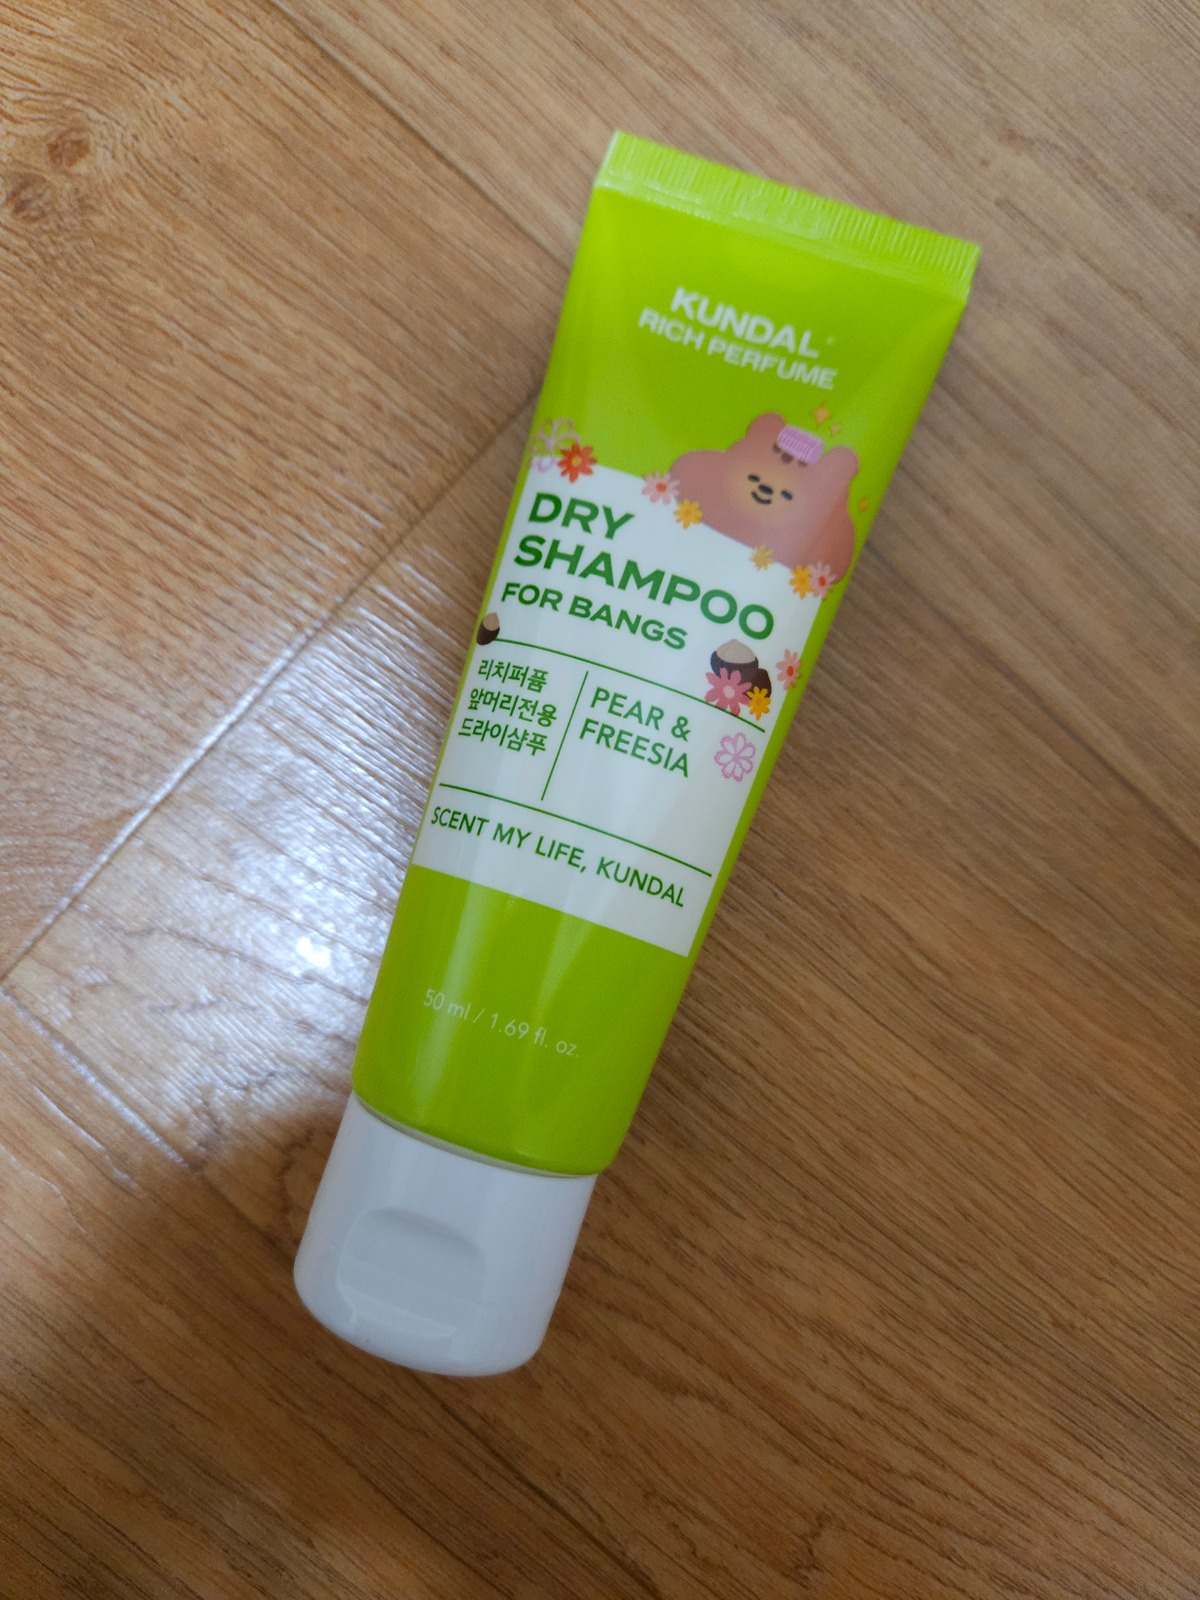 KUNDAL
RICH PERFUME
DRY
SHAMPOO
FOR BANGS
리치퍼퓸
앞머리전용
드라이샴푸
PEAR &
FREESIA
SCENT MY LIFE, KUNDAL
50 ml / 1.69 fl. oz.